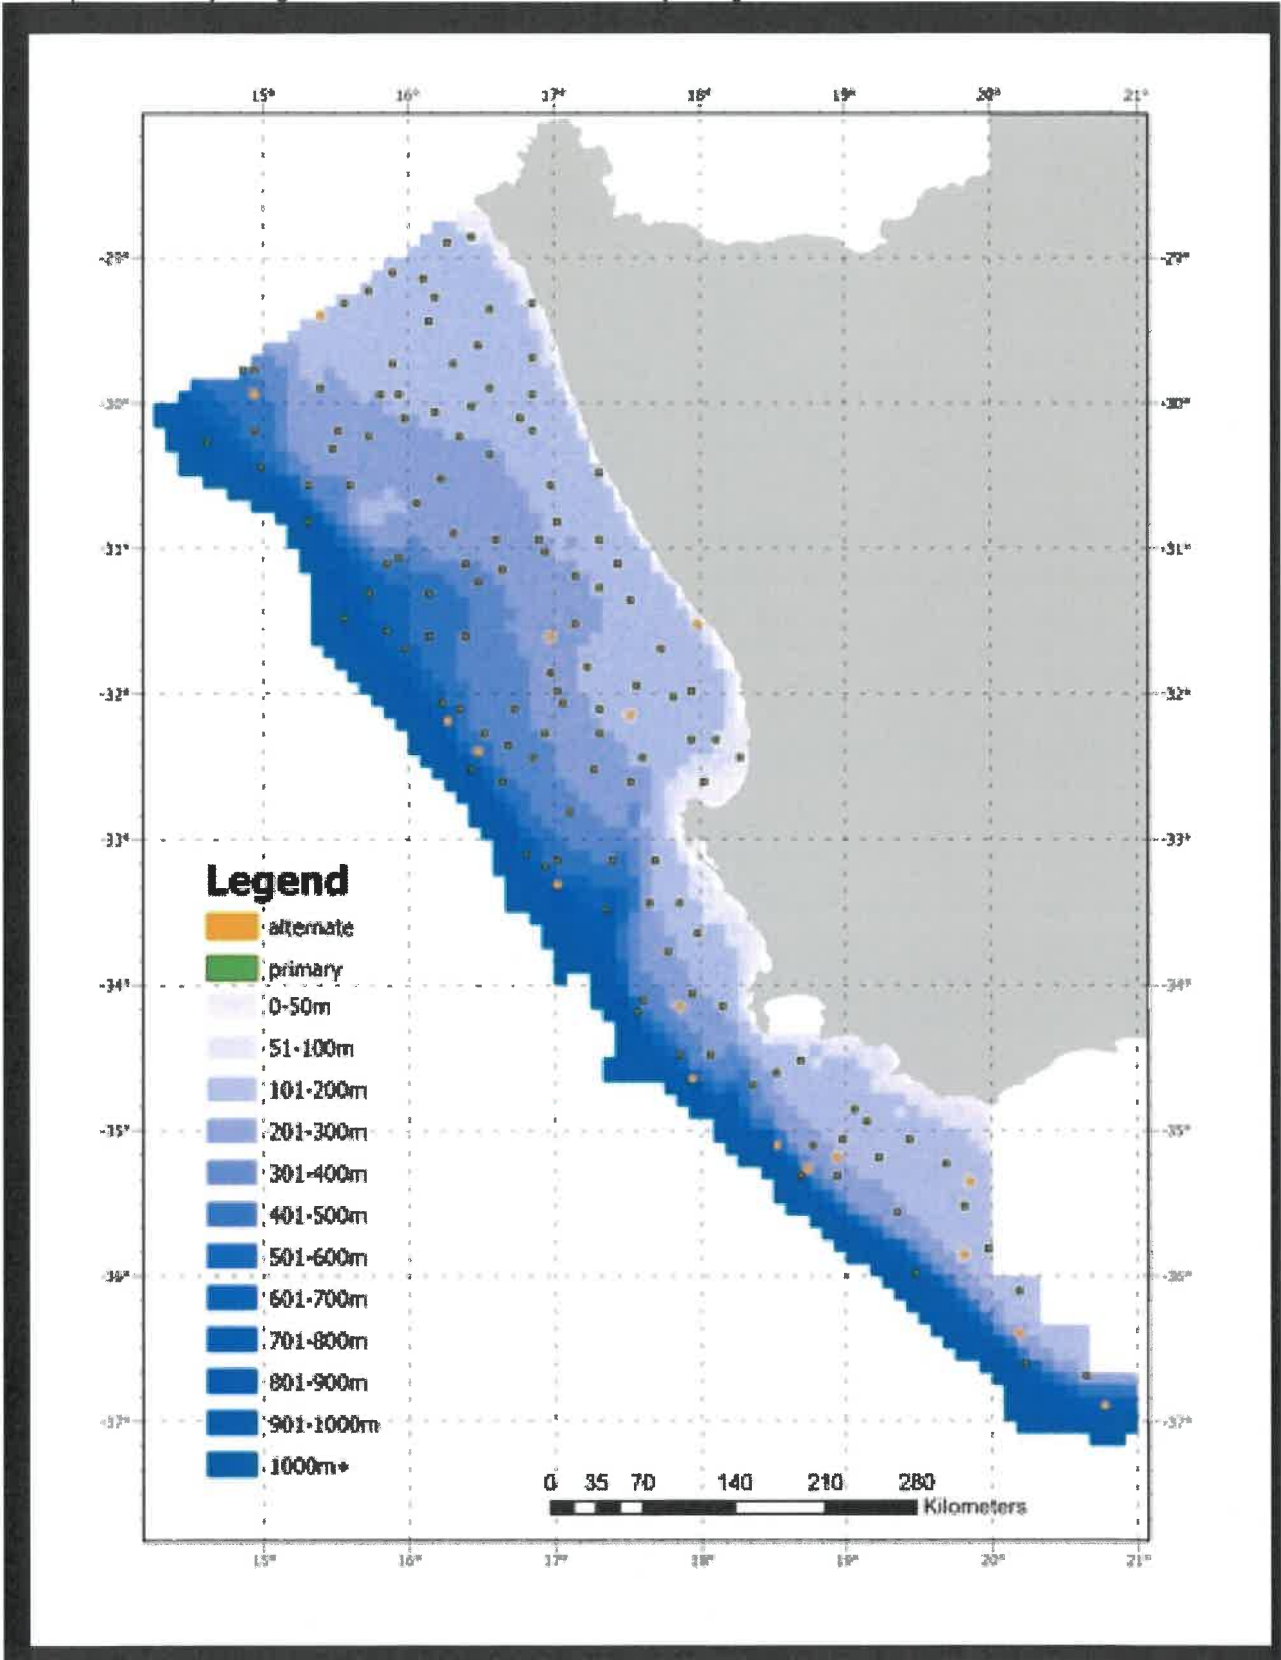 15° 16° 17° 18° 19° 20° 21°
-29° -29°
-30° -30°
-31° -31°
-32° -32°
-33° -33°
Legend
alternate
primary
-34° -34°
0-50m
51-100m
101-200m
-35° 201-300m -35°
301-400m
401-500m
501-600m
-36° -36°
601-700m
701-800m
801-900m
-37° 901-1000m -37°
1000m+
0 35 70 140 210 280
Kilometers
15° 16° 17° 18° 19° 20° 21°